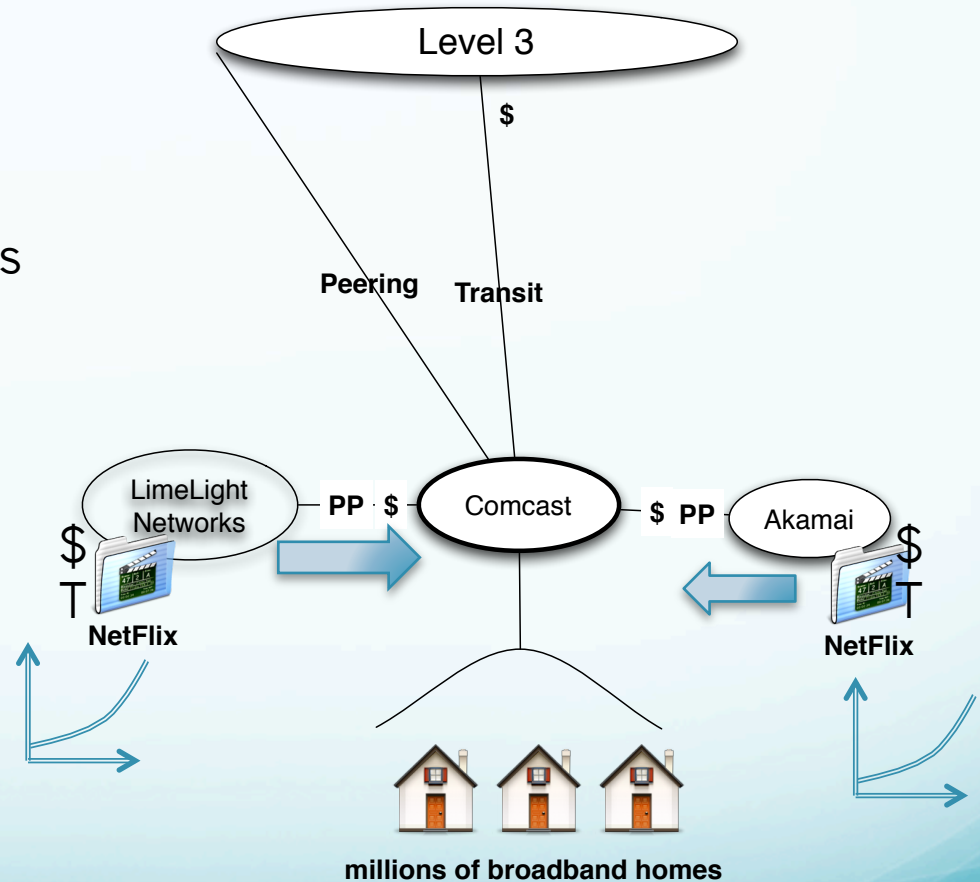 Level 3
$
s
Peering
Transit
LimeLight
Networks
PP $
Comcast
$ PP
Akamai
$
T
NetFlix
$
T
NetFlix
millions of broadband homes